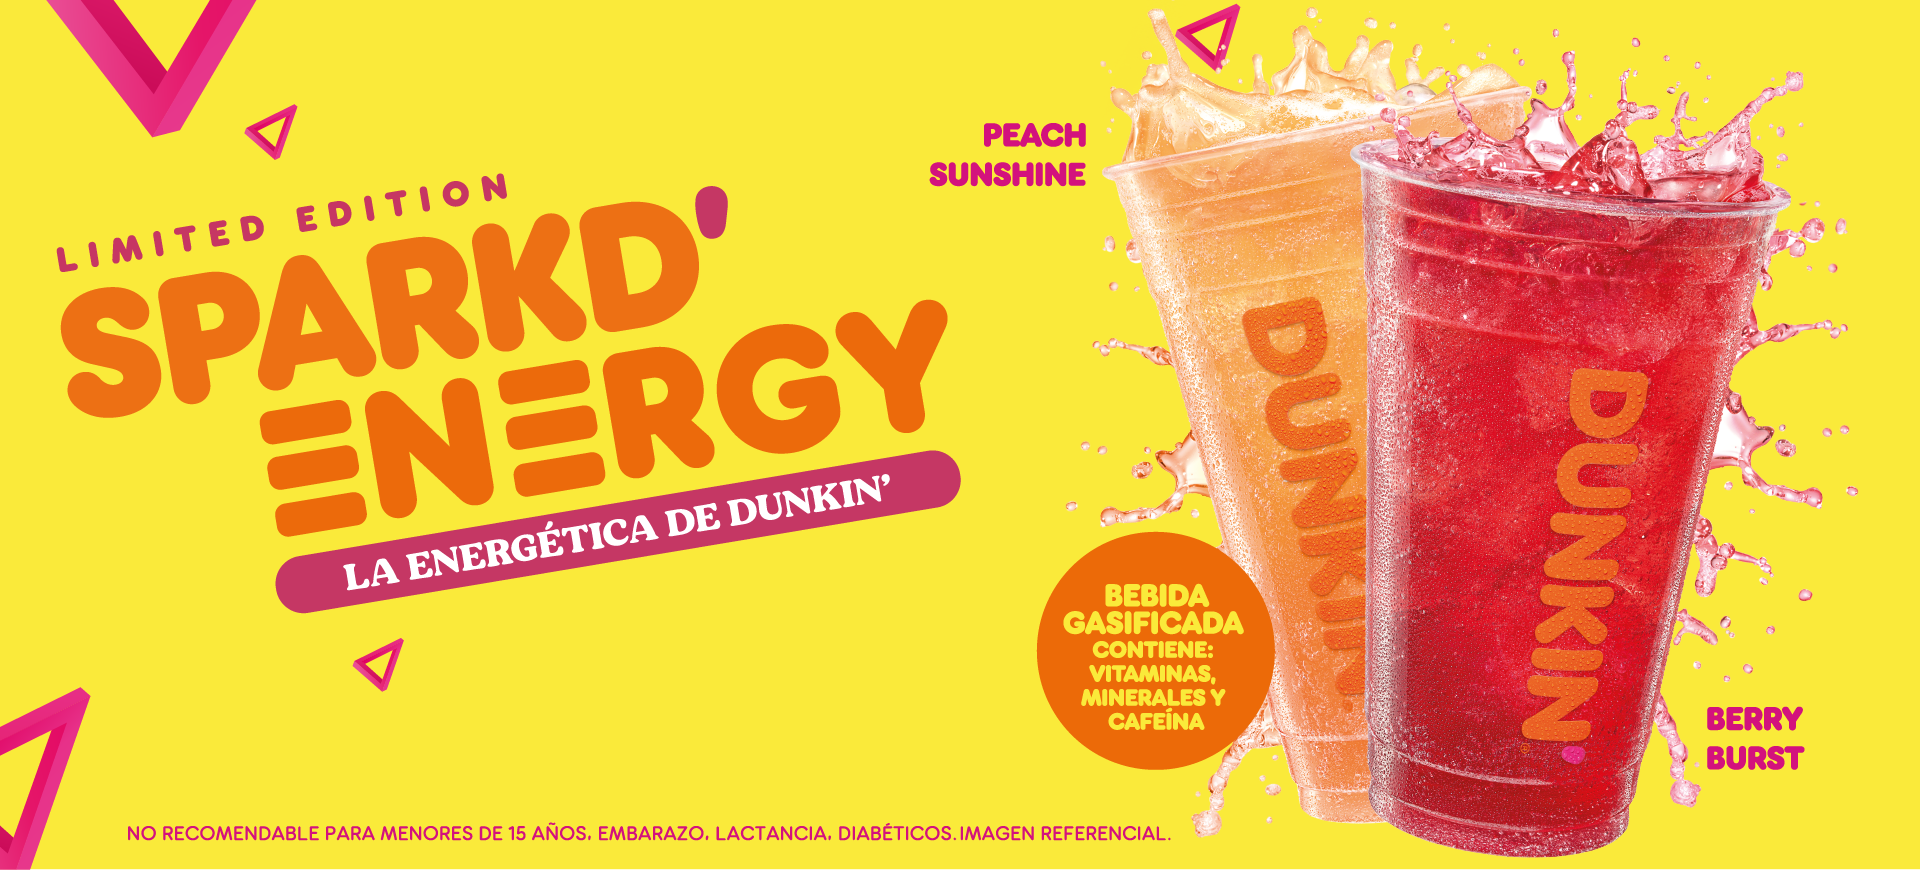 LIMITED EDITION
SPARKD'
ENERGY
LA ENERGÉTICA DE DUNKIN'
PEACH
SUNSHINE
DUNKIN
DUNKIN'
BEBIDA
GASIFICADA
CONTIENE:
VITAMINAS,
MINERALES Y
CAFEÍNA
BERRY
BURST
NO RECOMENDABLE PARA MENORES DE 15 AÑOS, EMBARAZO, LACTANCIA, DIABÉTICOS. IMAGEN REFERENCIAL.